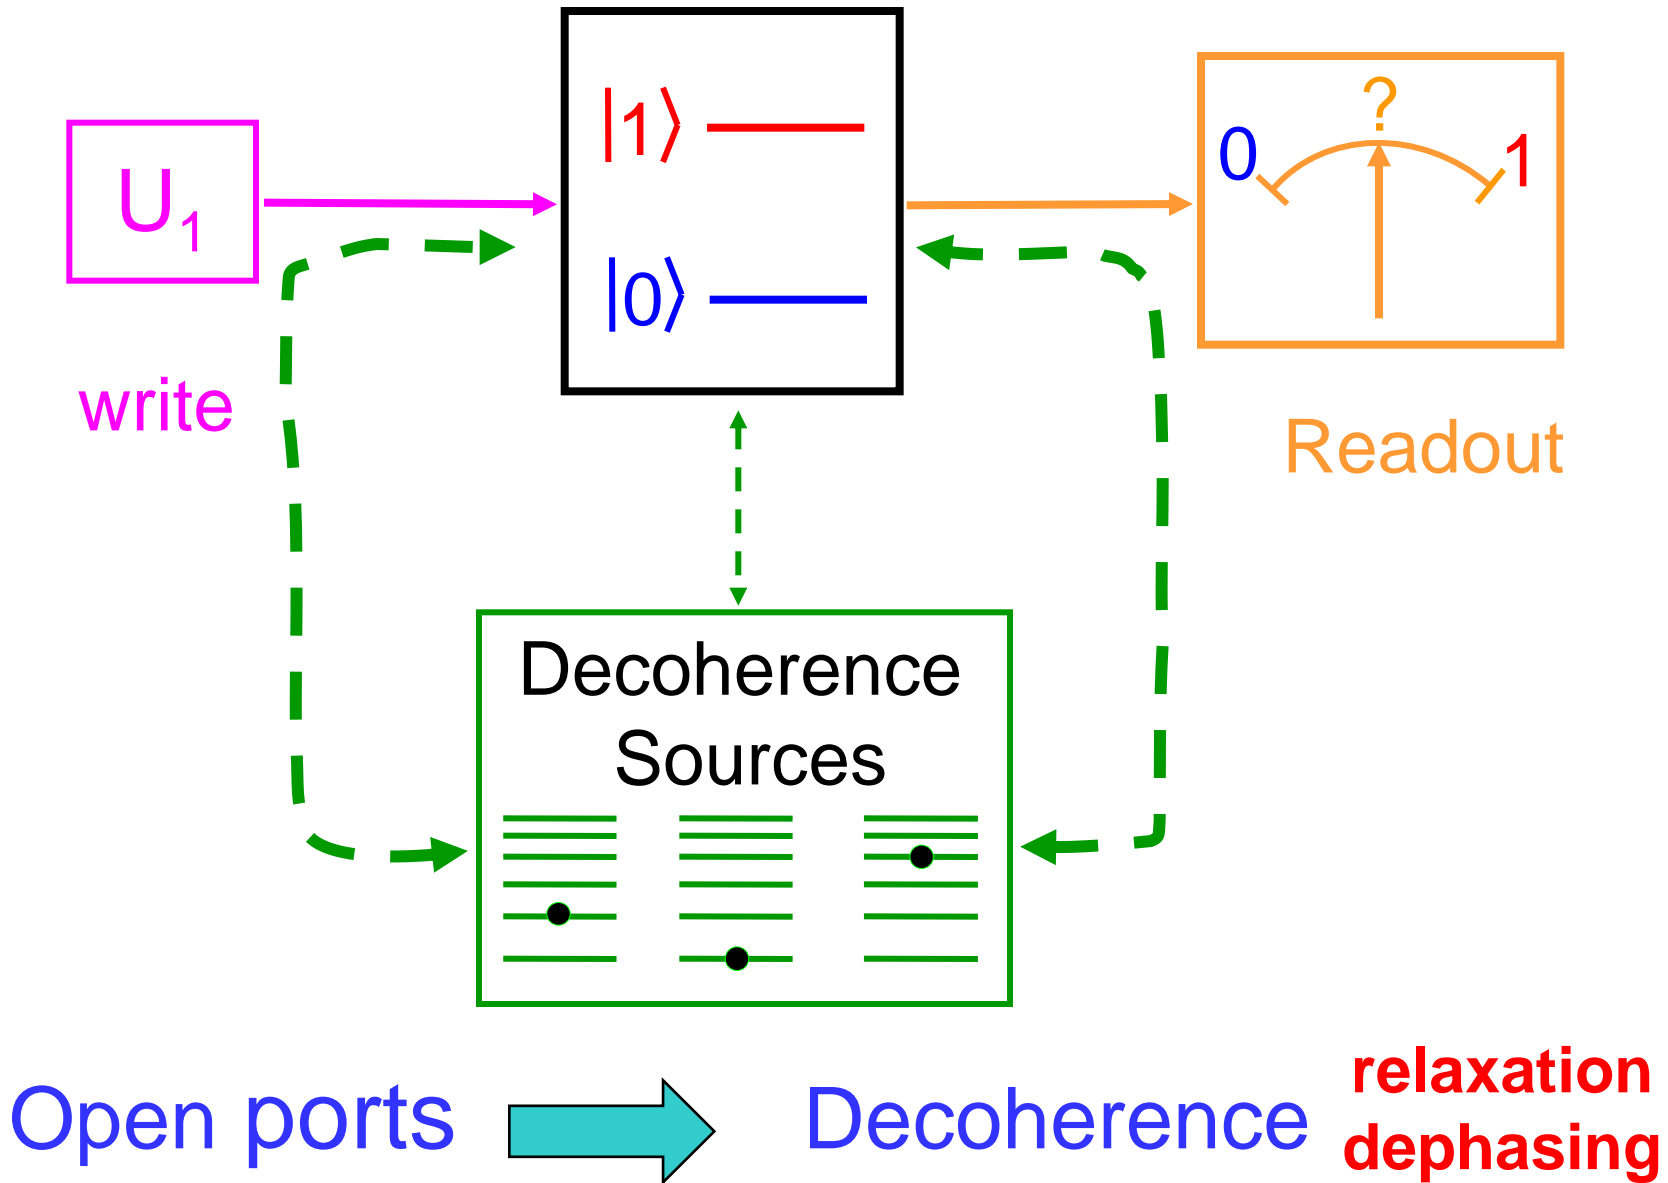 U₁
write
|1⟩
|0⟩
0 ? 1
Readout
Decoherence
Sources
Open ports
Decoherence
relaxation
dephasing